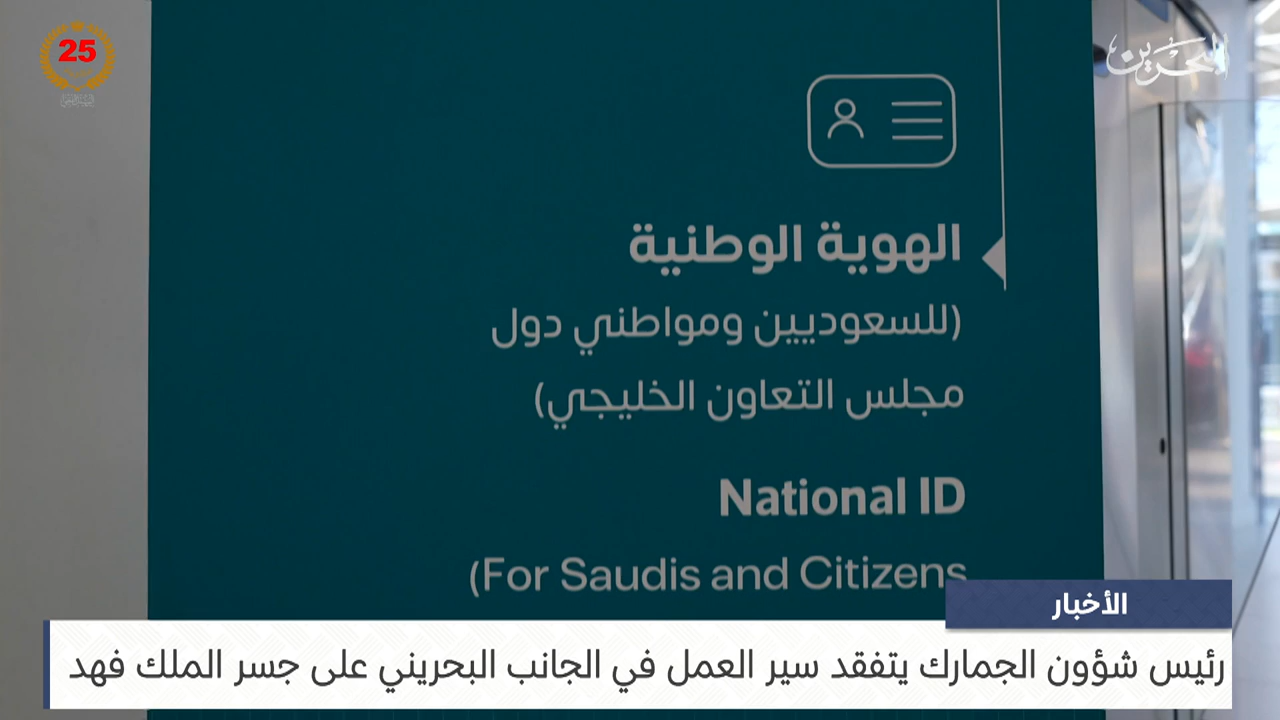 25
البحرين
الهوية الوطنية
(للسعوديين ومواطني دول
مجلس التعاون الخليجي)
National ID
(For Saudis and Citizens
الأخبار
رئيس شؤون الجمارك يتفقد سير العمل في الجانب البحريني على جسر الملك فهد